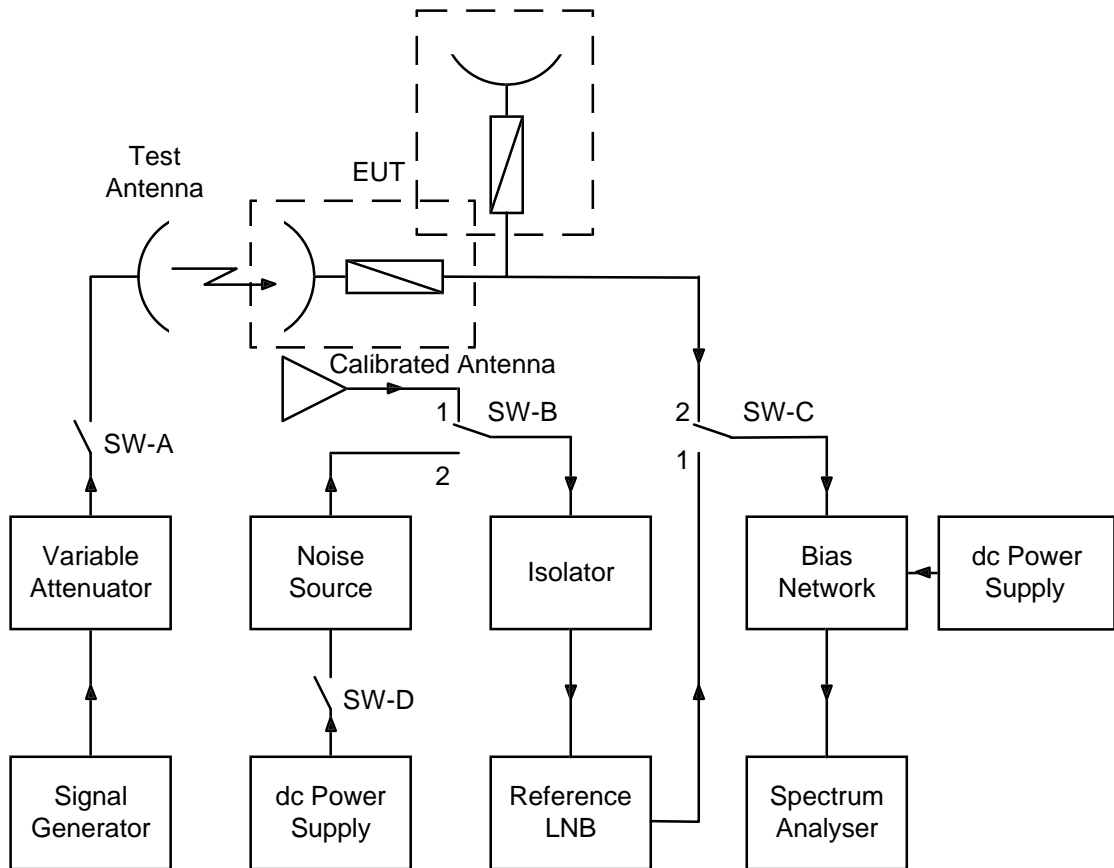 Test
Antenna
EUT
Calibrated Antenna
1
SW-B
2
SW-C
SW-A
2
1
Variable
Attenuator
Noise
Source
Isolator
Bias
Network
dc Power
Supply
SW-D
Signal
Generator
dc Power
Supply
Reference
LNB
Spectrum
Analyser